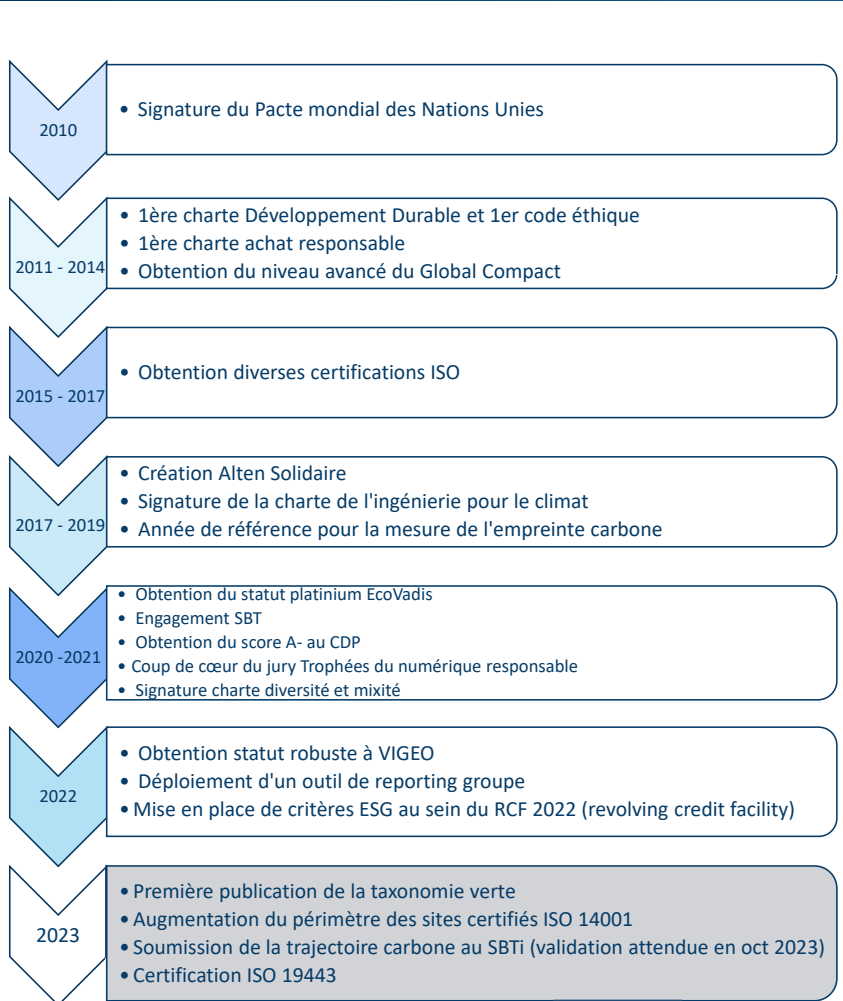 2010
• Signature du Pacte mondial des Nations Unies
2011 - 2014
• 1ère charte Développement Durable et 1er code éthique
• 1ère charte achat responsable
• Obtention du niveau avancé du Global Compact
2015 - 2017
• Obtention diverses certifications ISO
2017 - 2019
• Création Alten Solidaire
• Signature de la charte de l'ingénierie pour le climat
• Année de référence pour la mesure de l'empreinte carbone
2020 -2021
• Obtention du statut platinium EcoVadis
• Engagement SBT
• Obtention du score A- au CDP
• Coup de cœur du jury Trophées du numérique responsable
• Signature charte diversité et mixité
2022
• Obtention statut robuste à VIGEO
• Déploiement d'un outil de reporting groupe
• Mise en place de critères ESG au sein du RCF 2022 (revolving credit facility)
2023
• Première publication de la taxonomie verte
• Augmentation du périmètre des sites certifiés ISO 14001
• Soumission de la trajectoire carbone au SBTi (validation attendue en oct 2023)
• Certification ISO 19443